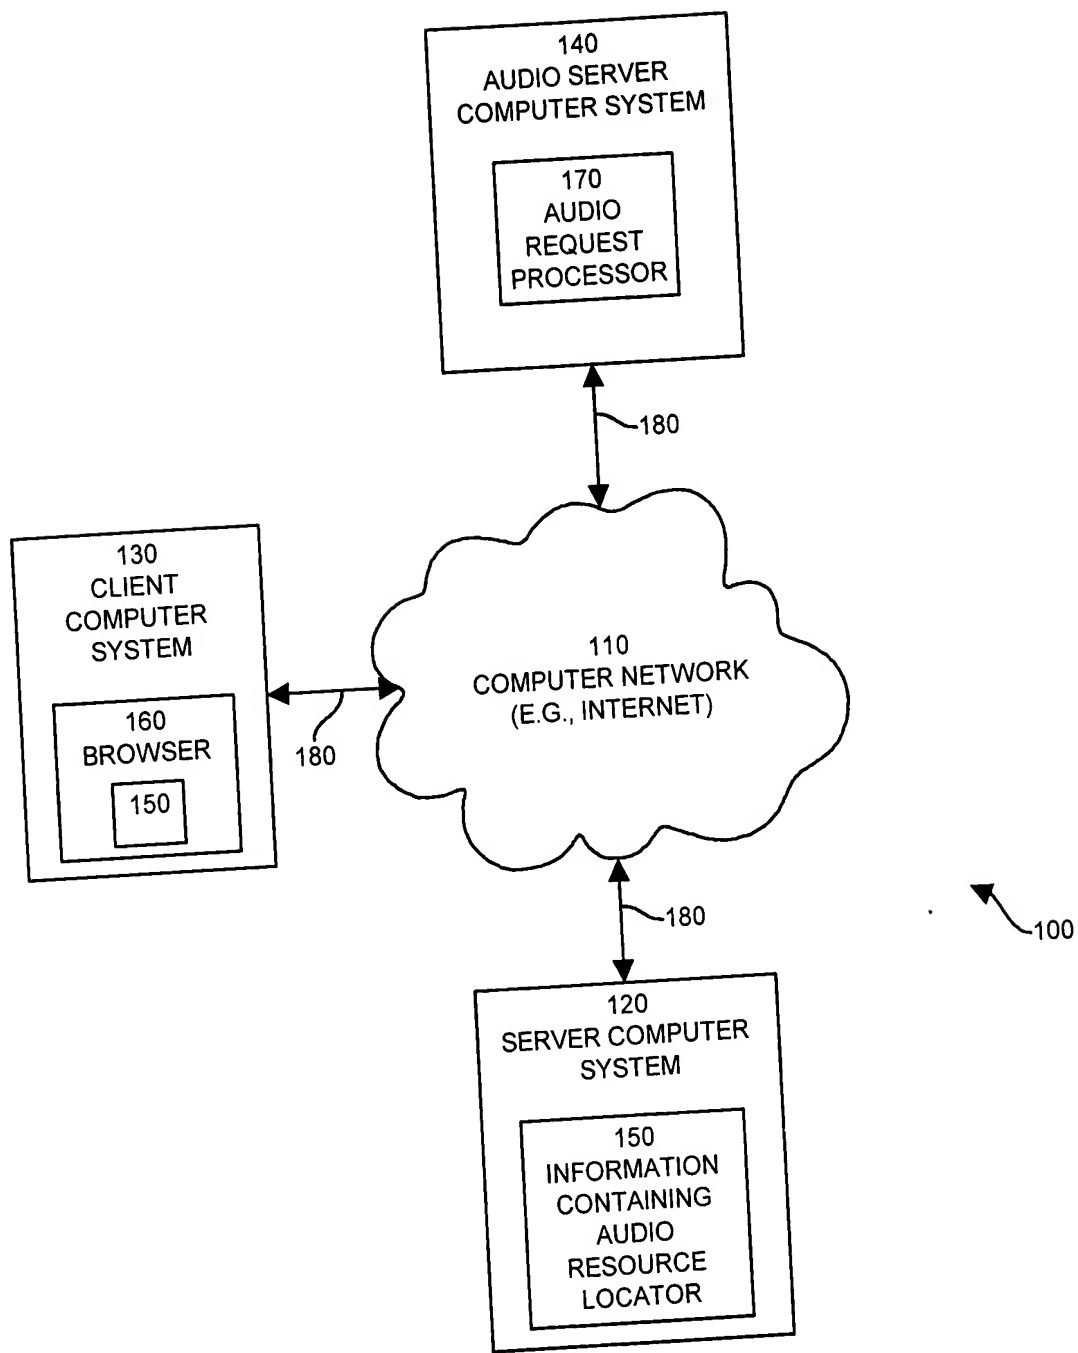 140
AUDIO SERVER
COMPUTER SYSTEM
170
AUDIO
REQUEST
PROCESSOR
180
130
CLIENT
COMPUTER
SYSTEM
160
BROWSER
150
180
110
COMPUTER NETWORK
(E.G., INTERNET)
180
100
120
SERVER COMPUTER
SYSTEM
150
INFORMATION
CONTAINING
AUDIO
RESOURCE
LOCATOR